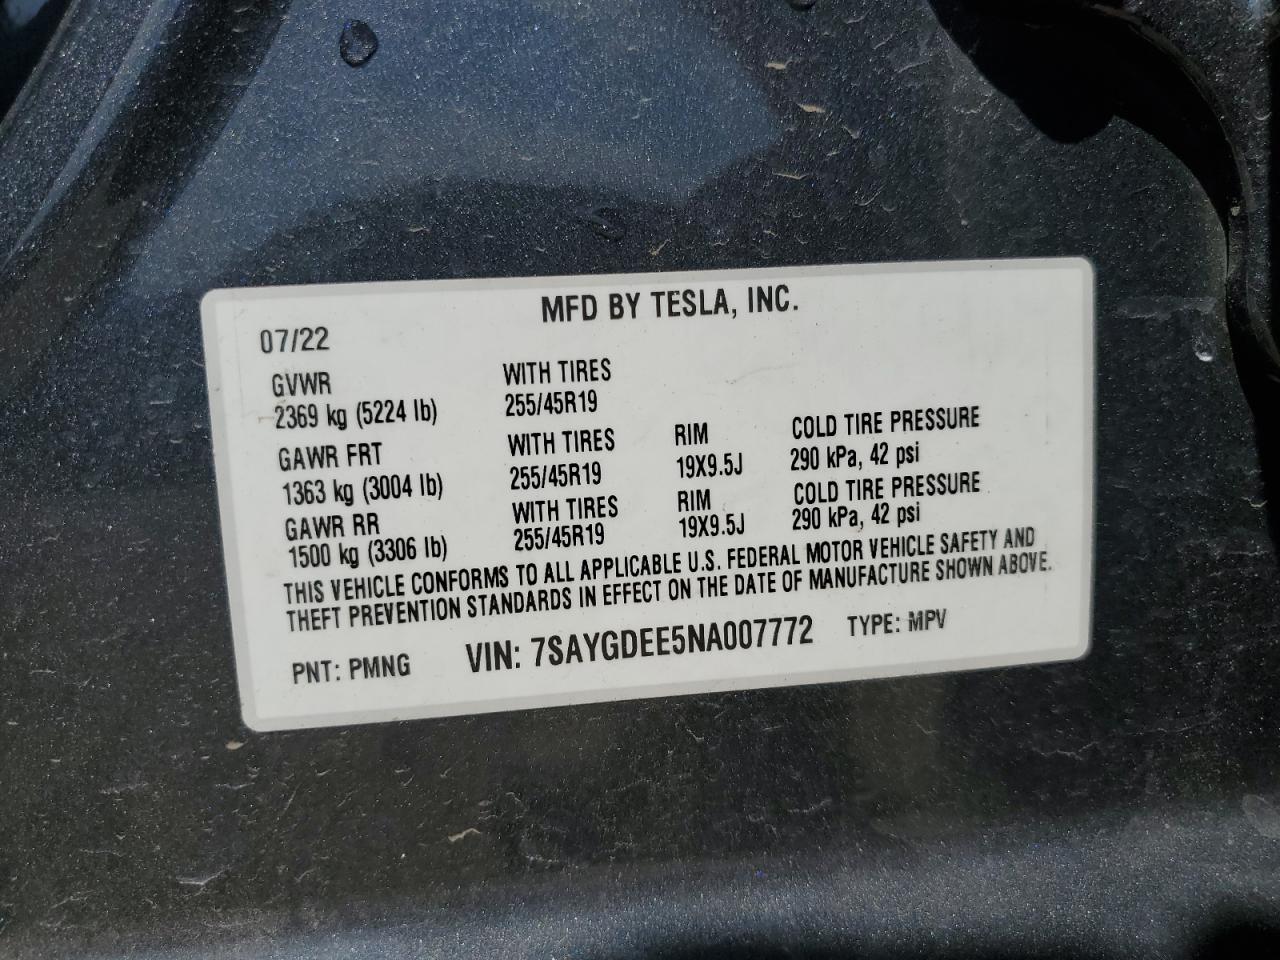 MFD BY TESLA, INC.
07/22
GVWR WITH TIRES
2369 kg (5224 lb) 255/45R19
GAWR FRT WITH TIRES RIM COLD TIRE PRESSURE
1363 kg (3004 lb) 255/45R19 19X9.5J 290 kPa, 42 psi
GAWR RR WITH TIRES RIM COLD TIRE PRESSURE
1500 kg (3306 lb) 255/45R19 19X9.5J 290 kPa, 42 psi
THIS VEHICLE CONFORMS TO ALL APPLICABLE U.S. FEDERAL MOTOR VEHICLE SAFETY AND
THEFT PREVENTION STANDARDS IN EFFECT ON THE DATE OF MANUFACTURE SHOWN ABOVE.
PNT: PMNG VIN: 7SAYGDEE5NA007772 TYPE: MPV